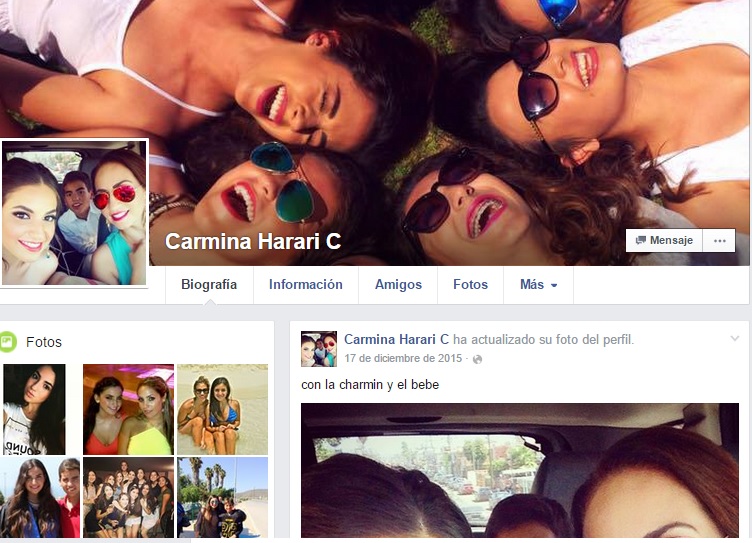 Carmina Harari C
Mensaje
Biografía
Información
Amigos
Fotos
Más
Fotos
Carmina Harari C ha actualizado su foto del perfil.
17 de diciembre de 2015 ·
con la charmin y el bebe